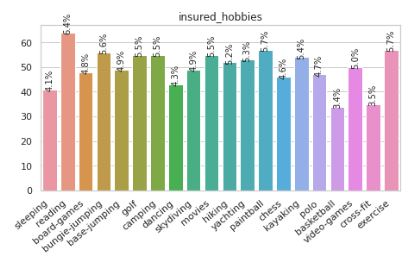 insured_hobbies
60
50
40
30
20
10
0
4.1%
6.4%
4.8%
5.6%
4.9%
5.5%
5.5%
4.3%
4.9%
5.5%
5.2%
5.3%
5.7%
4.6%
5.4%
4.7%
3.4%
5.0%
3.5%
5.7%
sleeping
reading
board-games
bungie-jumping
base-jumping
golf
camping
dancing
skydiving
movies
hiking
yachting
paintball
chess
kayaking
polo
basketball
video-games
cross-fit
exercise